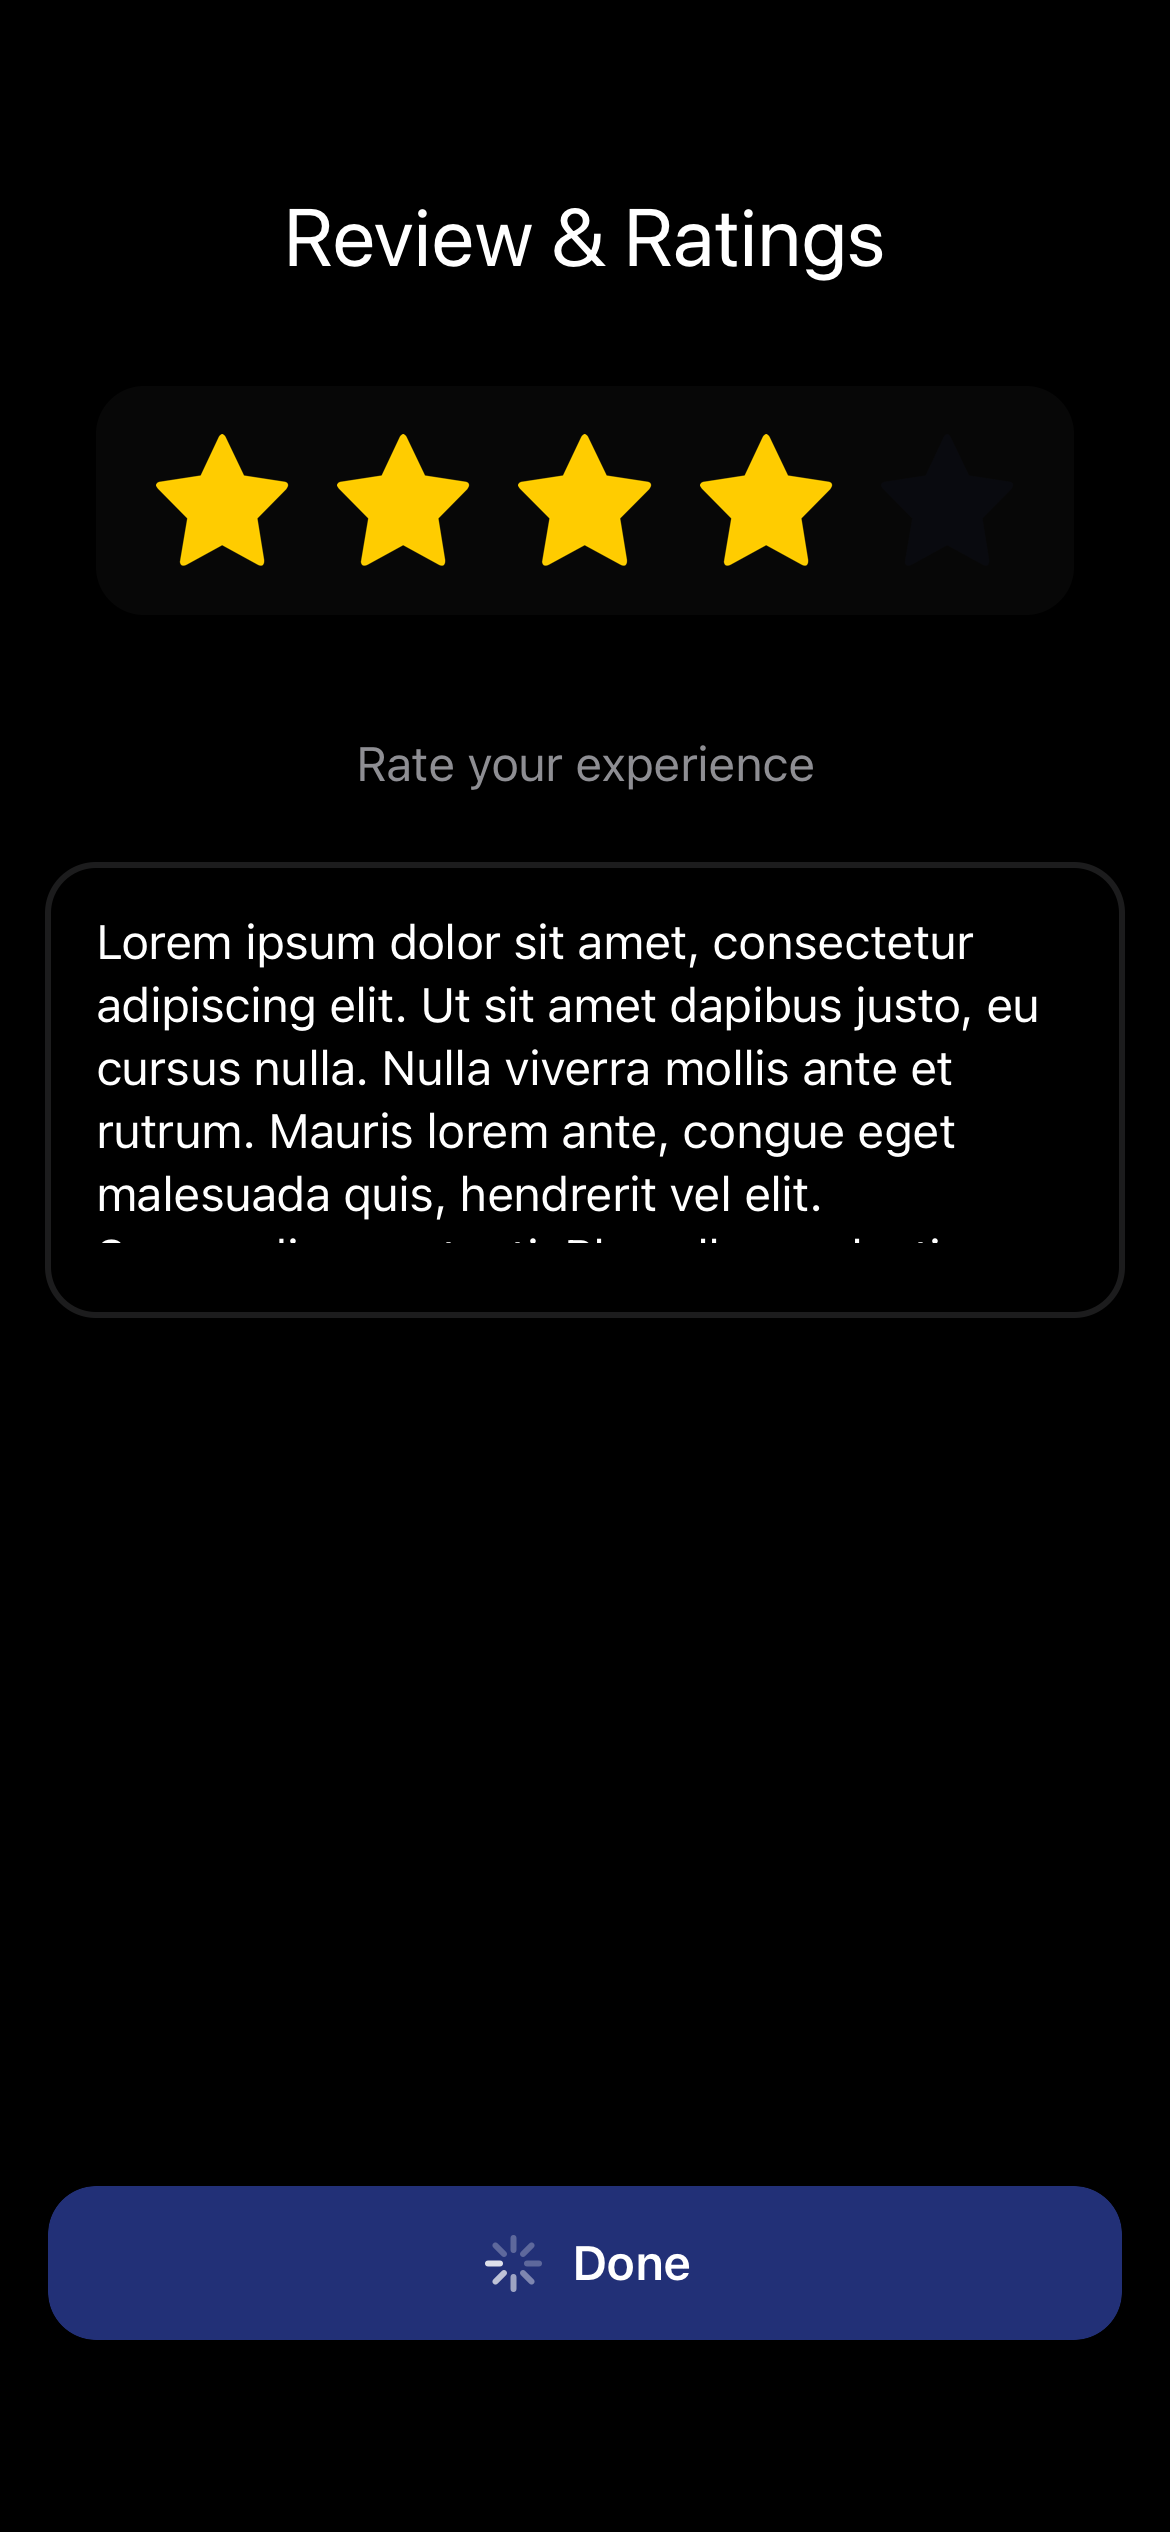 Review & Ratings
Rate your experience
Lorem ipsum dolor sit amet, consectetur
adipiscing elit. Ut sit amet dapibus justo, eu
cursus nulla. Nulla viverra mollis ante et
rutrum. Mauris lorem ante, congue eget
malesuada quis, hendrerit vel elit.
Done